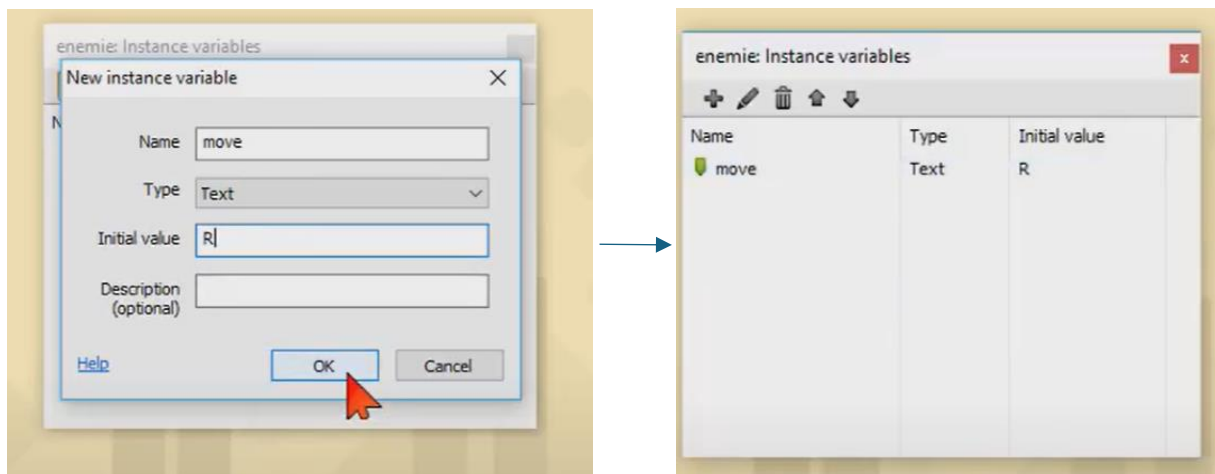 enemie: Instance variables
New instance variable
N
Name move
Type Text
Initial value R
Description
(optional)
Help OK Cancel
enemie: Instance variables
Name Type Initial value
move Text R